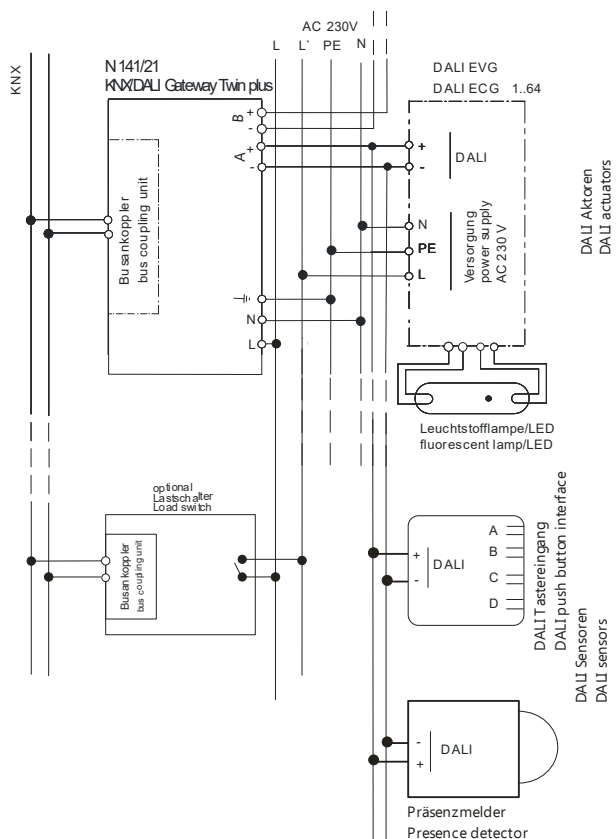 AC 230V
L L` PE N
KNX
N 141/21
KNX/DALI Gateway Twin plus
B + -
A + -
Busankoppler
bus coupling unit
N
L
DALI EVG
DALI ECG 1..64
+
-
DALI
N
PE
L
Versorgung
power supply
AC 230 V
DALI Aktoren
DALI actuators
Leuchtstofflampe/LED
fluorescent lamp/LED
optional
Lastschalter
Load switch
Busankoppler
bus coupling unit
+
-
DALI
A
B
C
D
DALI Tastereingang
DALI push button interface
DALI Sensoren
DALI sensors
-
+
DALI
Präsenzmelder
Presence detector